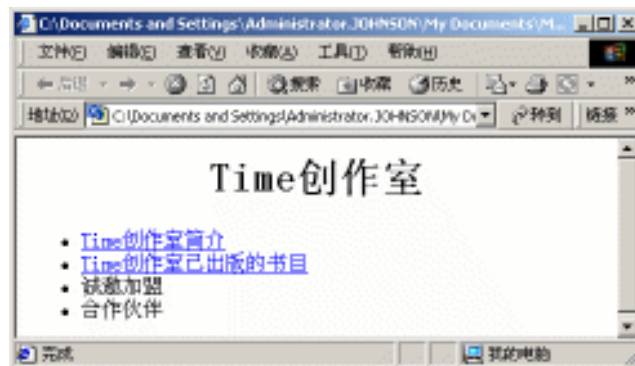 C:\Documents and Settings\Administrator.JOHNSON\My Documents\M...
文件(F) 编辑(E) 查看(V) 收藏(A) 工具(T) 帮助(H)
后退 搜索 收藏 历史
地址(D) C:\Documents and Settings\Administrator.JOHNSON\My Do 转到 链接
Time创作室
Time创作室简介
Time创作室已出版的书目
诚邀加盟
合作伙伴
完成 我的电脑